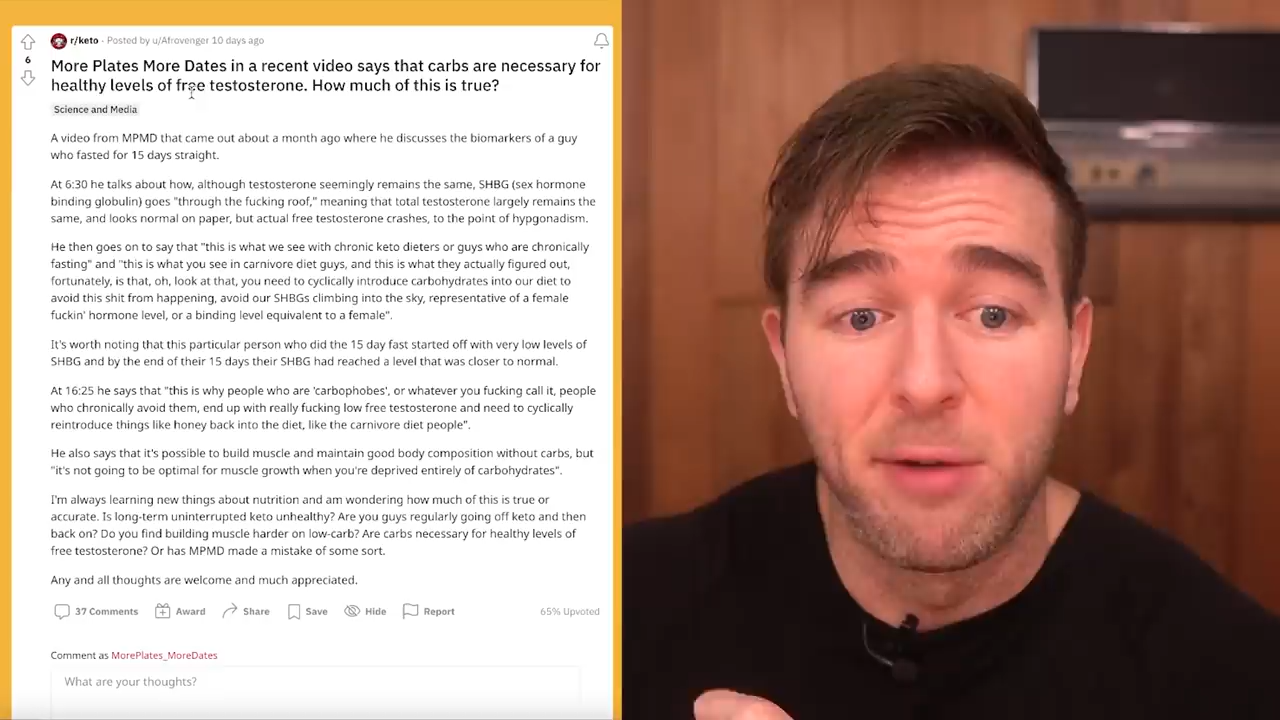 r/keto · Posted by u/Afrovenger 10 days ago
6
More Plates More Dates in a recent video says that carbs are necessary for
healthy levels of free testosterone. How much of this is true?
Science and Media
A video from MPMD that came out about a month ago where he discusses the biomarkers of a guy
who fasted for 15 days straight.
At 6:30 he talks about how, although testosterone seemingly remains the same, SHBG (sex hormone
binding globulin) goes "through the fucking roof," meaning that total testosterone largely remains the
same, and looks normal on paper, but actual free testosterone crashes, to the point of hypgonadism.
He then goes on to say that "this is what we see with chronic keto dieters or guys who are chronically
fasting" and "this is what you see in carnivore diet guys, and this is what they actually figured out,
fortunately, is that, oh, look at that, you need to cyclically introduce carbohydrates into our diet to
avoid this shit from happening, avoid our SHBGs climbing into the sky, representative of a female
fuckin' hormone level, or a binding level equivalent to a female".
It's worth noting that this particular person who did the 15 day fast started off with very low levels of
SHBG and by the end of their 15 days their SHBG had reached a level that was closer to normal.
At 16:25 he says that "this is why people who are 'carbophobes', or whatever you fucking call it, people
who chronically avoid them, end up with really fucking low free testosterone and need to cyclically
reintroduce things like honey back into the diet, like the carnivore diet people".
He also says that it's possible to build muscle and maintain good body composition without carbs, but
"it's not going to be optimal for muscle growth when you're deprived entirely of carbohydrates".
I'm always learning new things about nutrition and am wondering how much of this is true or
accurate. Is long-term uninterrupted keto unhealthy? Are you guys regularly going off keto and then
back on? Do you find building muscle harder on low-carb? Are carbs necessary for healthy levels of
free testosterone? Or has MPMD made a mistake of some sort.
Any and all thoughts are welcome and much appreciated.
37 Comments Award Share Save Hide Report 65% Upvoted
Comment as MorePlates_MoreDates
What are your thoughts?